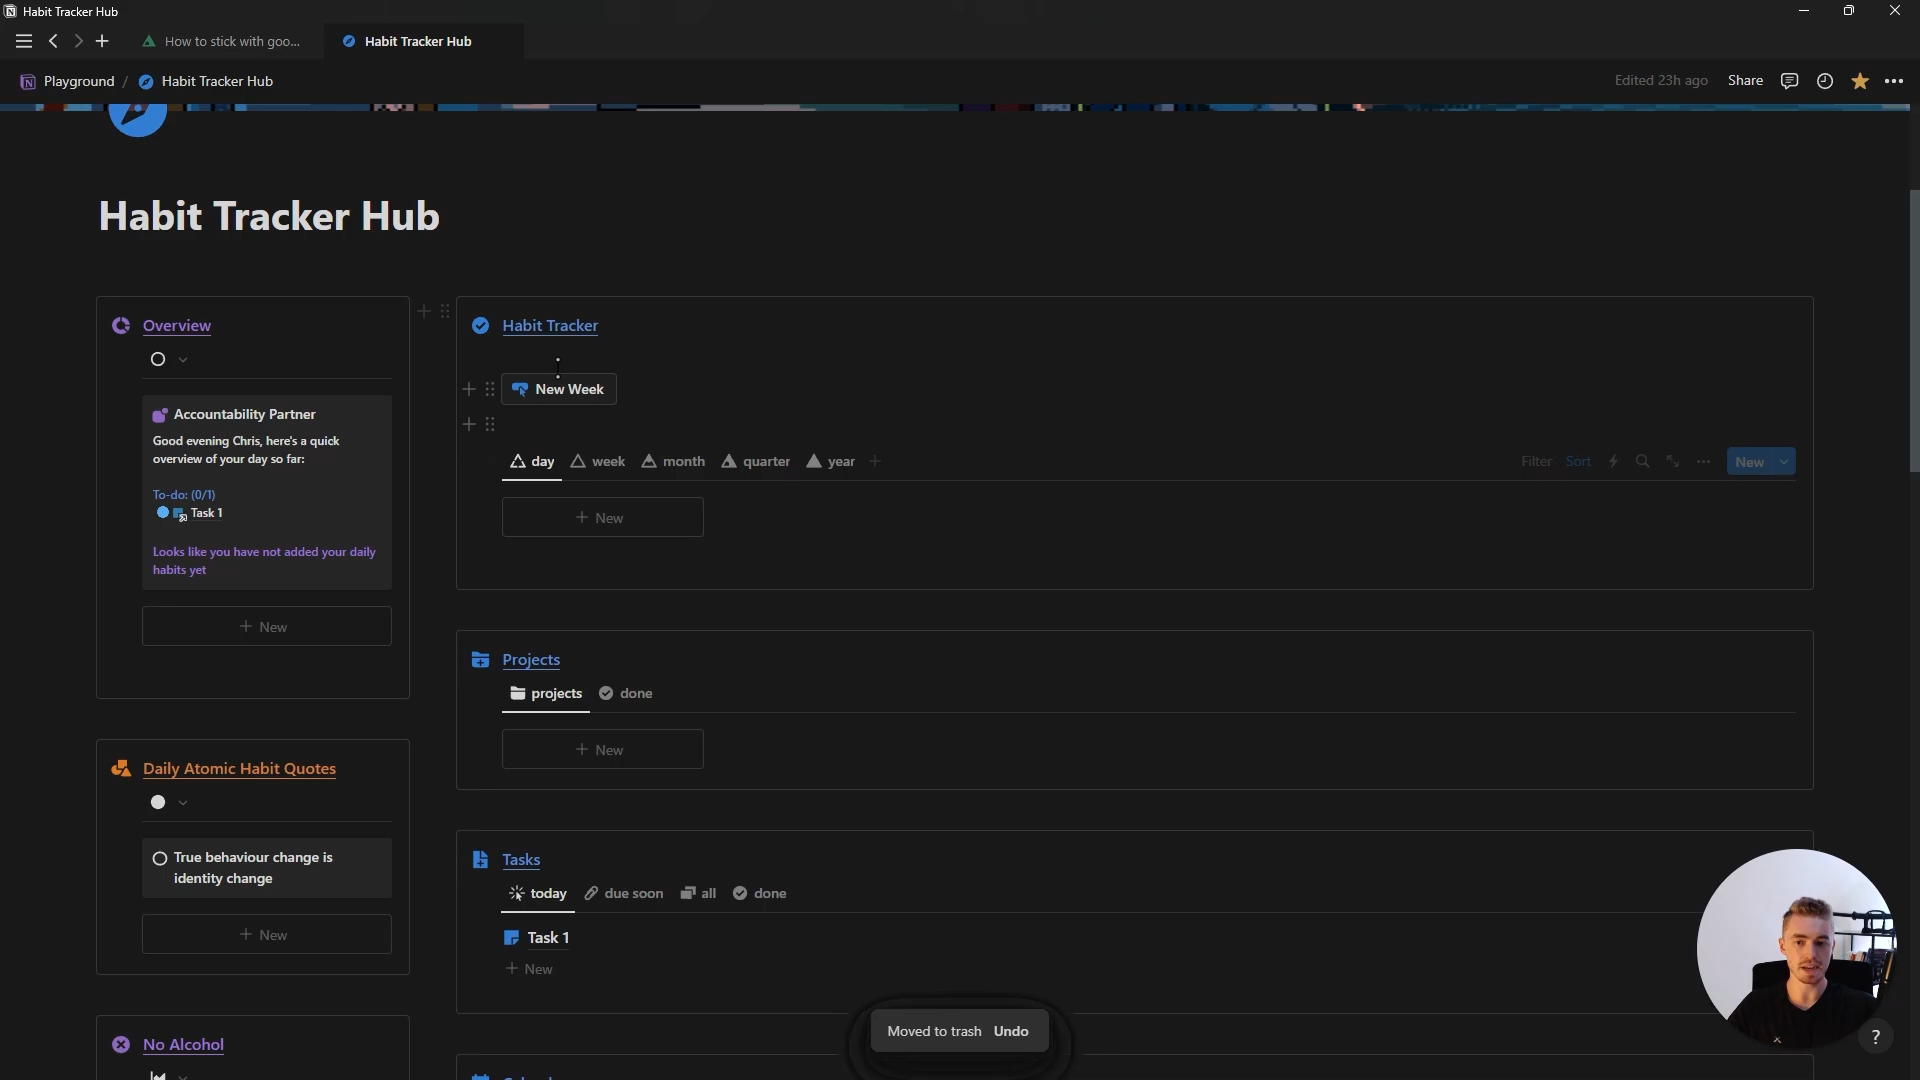 Habit Tracker Hub
How to stick with goo...
Habit Tracker Hub
Playground / Habit Tracker Hub
Edited 23h ago
Share
Habit Tracker Hub
Overview
Accountability Partner
Good evening Chris, here's a quick
overview of your day so far:
To-do: (0/1)
Task 1
Looks like you have not added your daily
habits yet
+ New
Daily Atomic Habit Quotes
True behaviour change is
identity change
+ New
No Alcohol
Habit Tracker
New Week
day week month quarter year +
Filter Sort New
+ New
Projects
projects done
+ New
Tasks
today due soon all done
Task 1
+ New
Moved to trash Undo
?